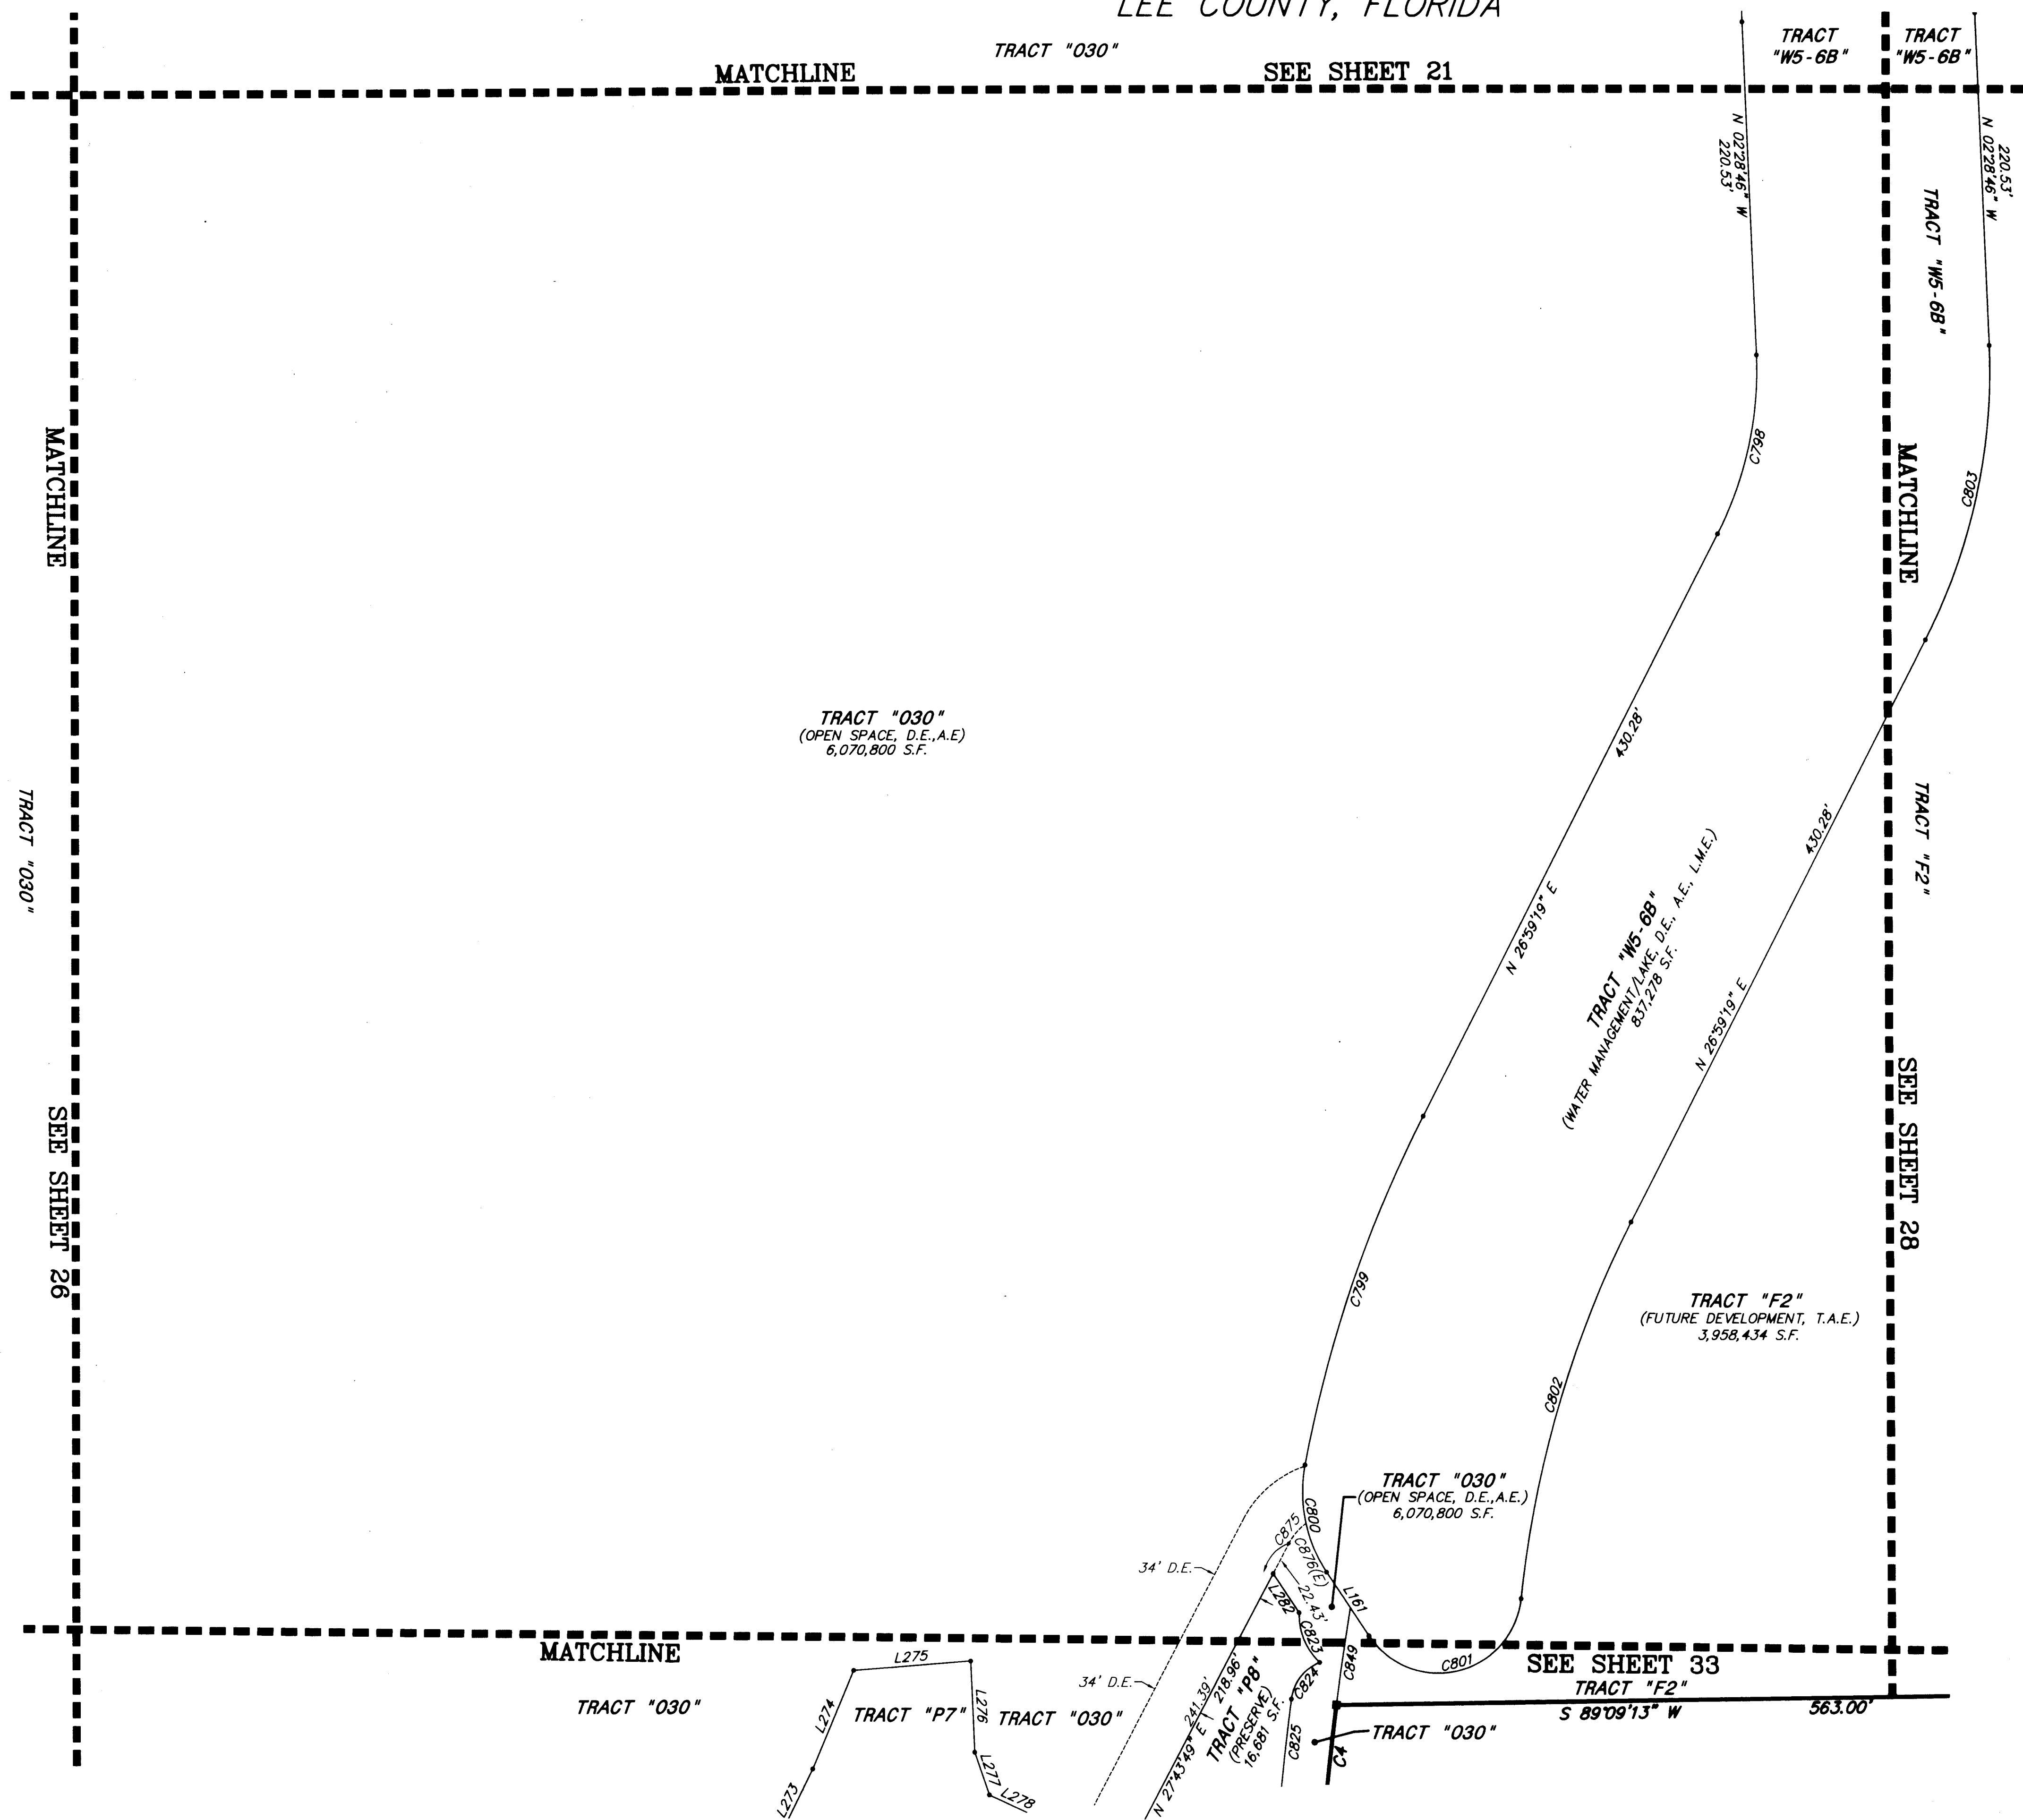 LEE COUNTY, FLORIDA
TRACT "030"
MATCHLINE
SEE SHEET 21
TRACT
"W5-6B"
TRACT
"W5-6B"
N 02°28'46" W
220.53'
220.53'
N 02°28'46" W
TRACT "W5-6B"
MATCHLINE
C798
C803
MATCHLINE
TRACT "030"
(OPEN SPACE, D.E.,A.E)
6,070,800 S.F.
430.28'
N 26°59'19" E
430.28'
N 26°59'19" E
TRACT "030"
TRACT "F2"
TRACT "W5-6B"
(WATER MANAGEMENT/LAKE, D.E., A.E., L.M.E.)
837,278 S.F.
SEE SHEET 26
SEE SHEET 28
C799
TRACT "F2"
(FUTURE DEVELOPMENT, T.A.E.)
3,958,434 S.F.
C802
TRACT "030"
(OPEN SPACE, D.E.,A.E.)
6,070,800 S.F.
C800
C875
C876(E)
34' D.E.
L282
22.43'
L161
C823
MATCHLINE
C849
C801
SEE SHEET 33
L275
34' D.E.
C824
TRACT "F2"
S 89°09'13" W
563.00'
TRACT "030"
L274
TRACT "P7"
L276
TRACT "030"
241.39'
218.96'
N 27°43'49" E
TRACT "P8"
(PRESERVE)
16,681 S.F.
C825
TRACT "030"
C4
L273
L277
L278